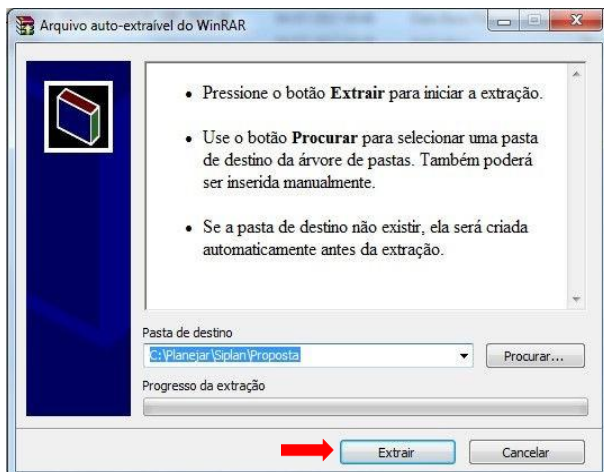 Arquivo auto-extraível do WinRAR
• Pressione o botão Extrair para iniciar a extração.
• Use o botão Procurar para selecionar uma pasta
de destino da árvore de pastas. Também poderá
ser inserida manualmente.
• Se a pasta de destino não existir, ela será criada
automaticamente antes da extração.
Pasta de destino
C:\Planejar\Siplan\Proposta
Procurar...
Progresso da extração
Extrair
Cancelar